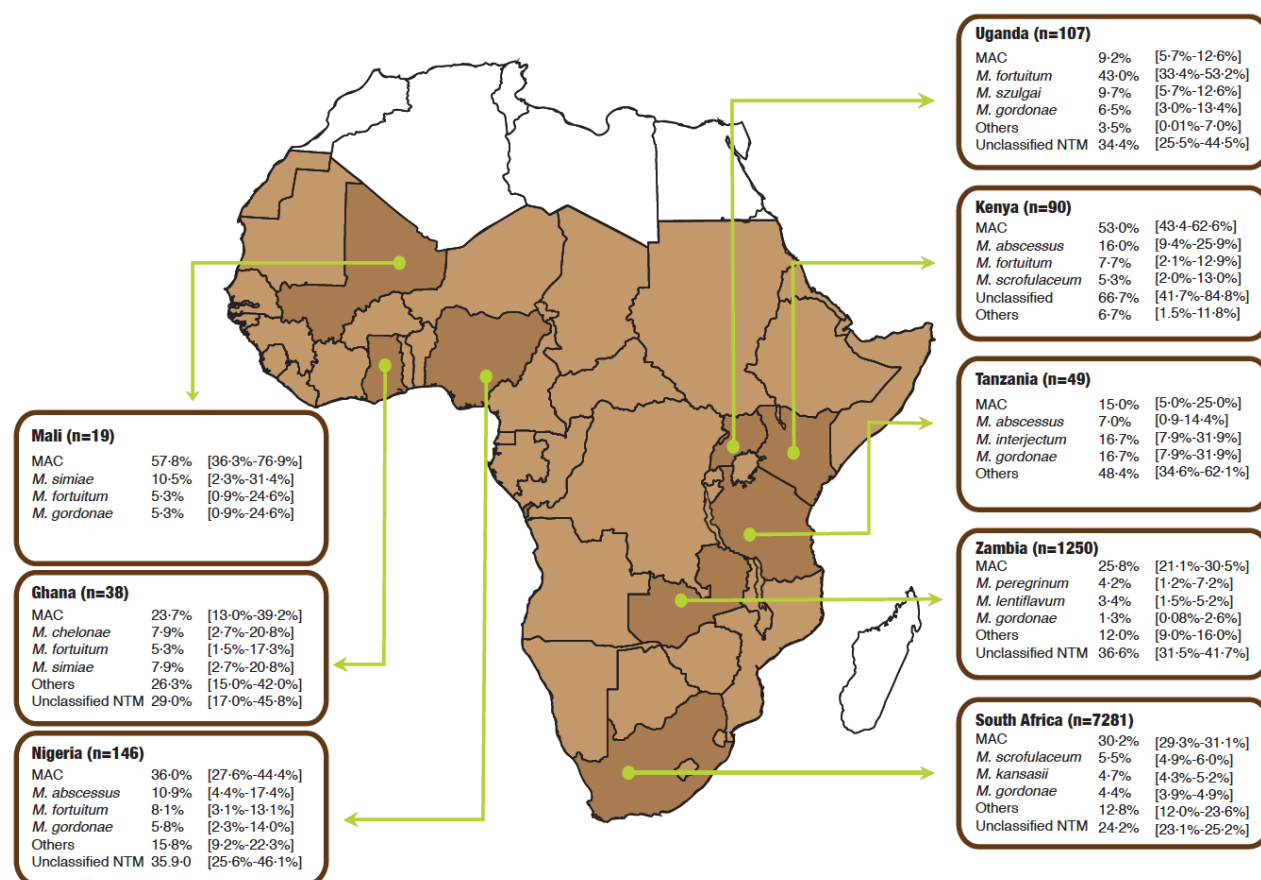 Uganda (n=107)
MAC 9·2% [5·7%-12·6%]
M. fortuitum 43·0% [33·4%-53·2%]
M. szulgai 9·7% [5·7%-12·6%]
M. gordonae 6·5% [3·0%-13·4%]
Others 3·5% [0·01%-7·0%]
Unclassified NTM 34·4% [25·5%-44·5%]
Kenya (n=90)
MAC 53·0% [43·4-62·6%]
M. abscessus 16·0% [9·4%-25·9%]
M. fortuitum 7·7% [2·1%-12·9%]
M. scrofulaceum 5·3% [2·0%-13·0%]
Unclassified 66·7% [41·7%-84·8%]
Others 6·7% [1·5%-11·8%]
Tanzania (n=49)
MAC 15·0% [5·0%-25·0%]
M. abscessus 7·0% [0·9-14·4%]
M. interjectum 16·7% [7·9%-31·9%]
M. gordonae 16·7% [7·9%-31·9%]
Others 48·4% [34·6%-62·1%]
Zambia (n=1250)
MAC 25·8% [21·1%-30·5%]
M. peregrinum 4·2% [1·2%-7·2%]
M. lentiflavum 3·4% [1·5%-5·2%]
M. gordonae 1·3% [0·08%-2·6%]
Others 12·0% [9·0%-16·0%]
Unclassified NTM 36·6% [31·5%-41·7%]
South Africa (n=7281)
MAC 30·2% [29·3%-31·1%]
M. scrofulaceum 5·5% [4·9%-6·0%]
M. kansasii 4·7% [4·3%-5·2%]
M. gordonae 4·4% [3·9%-4·9%]
Others 12·8% [12·0%-23·6%]
Unclassified NTM 24·2% [23·1%-25·2%]
Mali (n=19)
MAC 57·8% [36·3%-76·9%]
M. simiae 10·5% [2·3%-31·4%]
M. fortuitum 5·3% [0·9%-24·6%]
M. gordonae 5·3% [0·9%-24·6%]
Ghana (n=38)
MAC 23·7% [13·0%-39·2%]
M. chelonae 7·9% [2·7%-20·8%]
M. fortuitum 5·3% [1·5%-17·3%]
M. simiae 7·9% [2·7%-20·8%]
Others 26·3% [15·0%-42·0%]
Unclassified NTM 29·0% [17·0%-45·8%]
Nigeria (n=146)
MAC 36·0% [27·6%-44·4%]
M. abscessus 10·9% [4·4%-17·4%]
M. fortuitum 8·1% [3·1%-13·1%]
M. gordonae 5·8% [2·3%-14·0%]
Others 15·8% [9·2%-22·3%]
Unclassified NTM 35.9·0 [25·6%-46·1%]